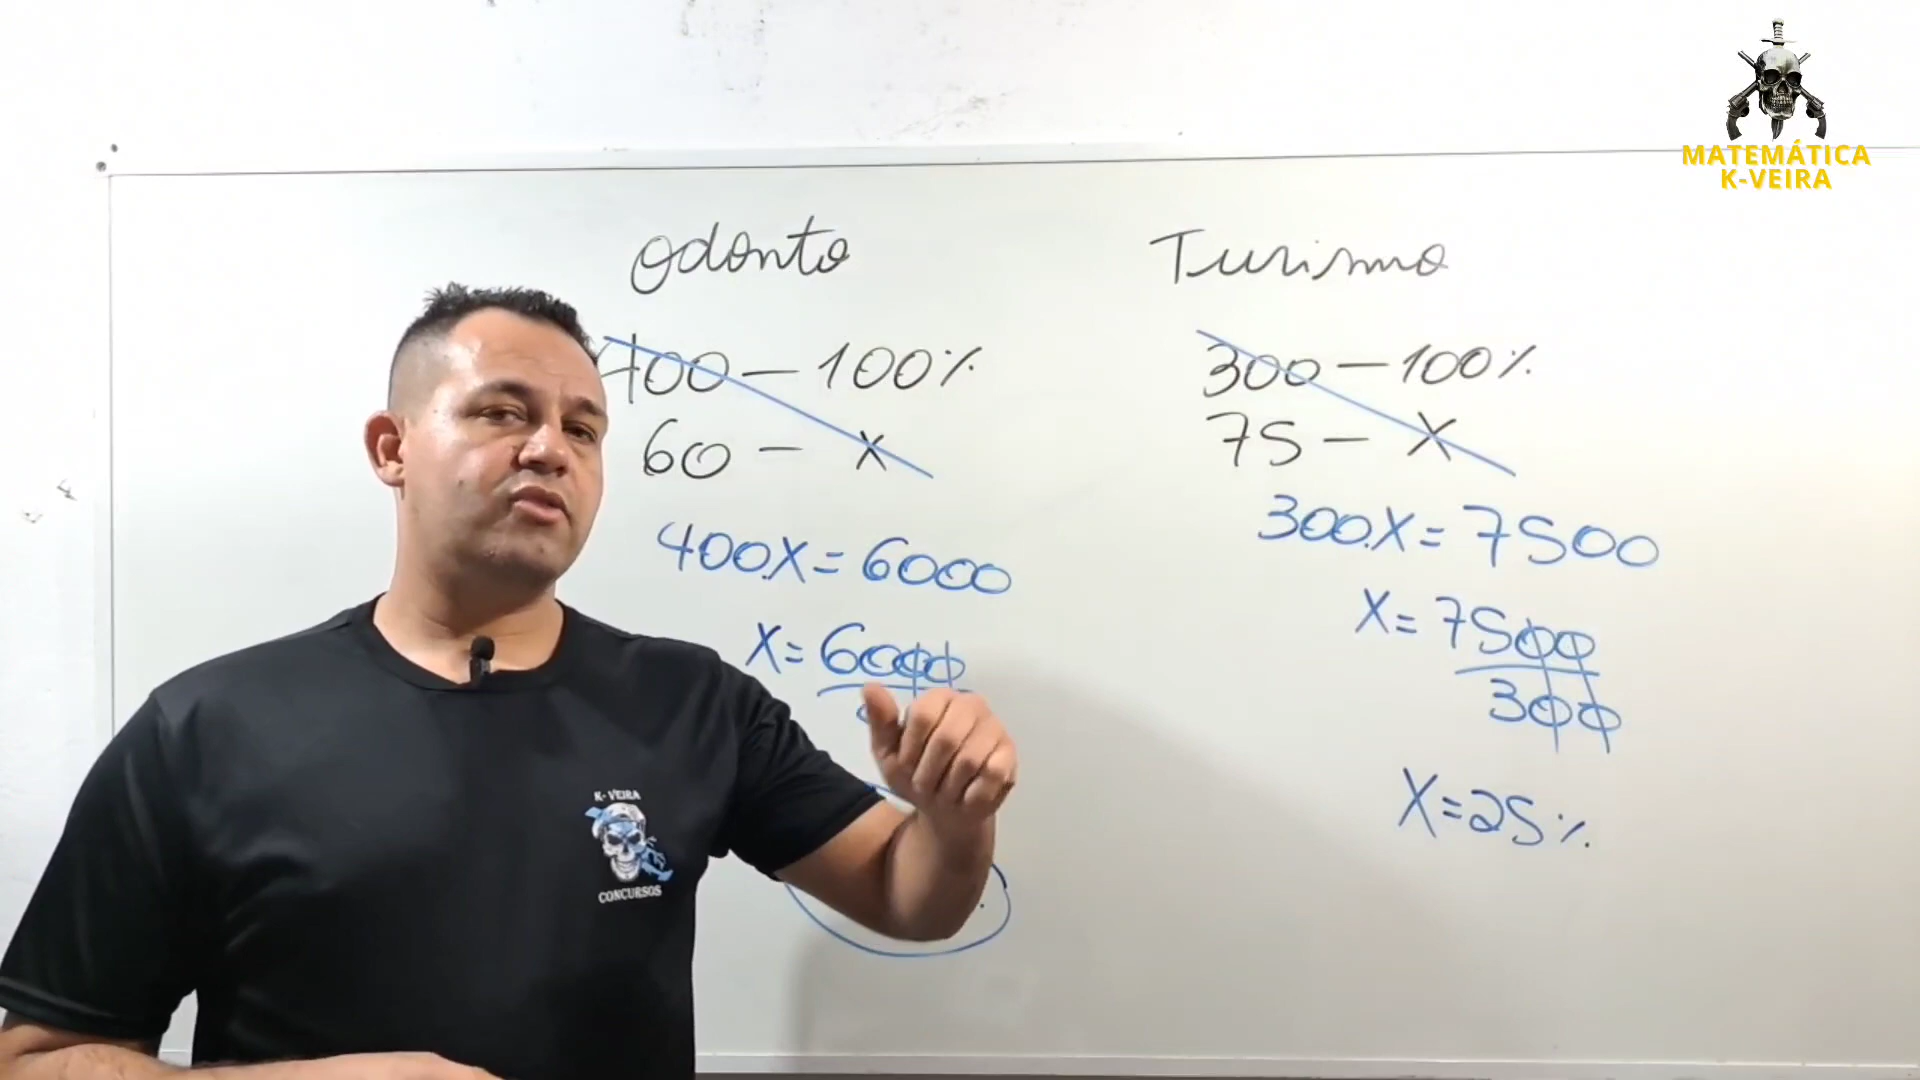 MATEMÁTICA
K-VEIRA
Odonto
400 – 100%
60 – X
400.X = 6000
X = 6000
Turismo
300 – 100%
75 – X
300.X = 7500
X = 7500
300
X = 25%
K-VEIRA
CONCURSOS